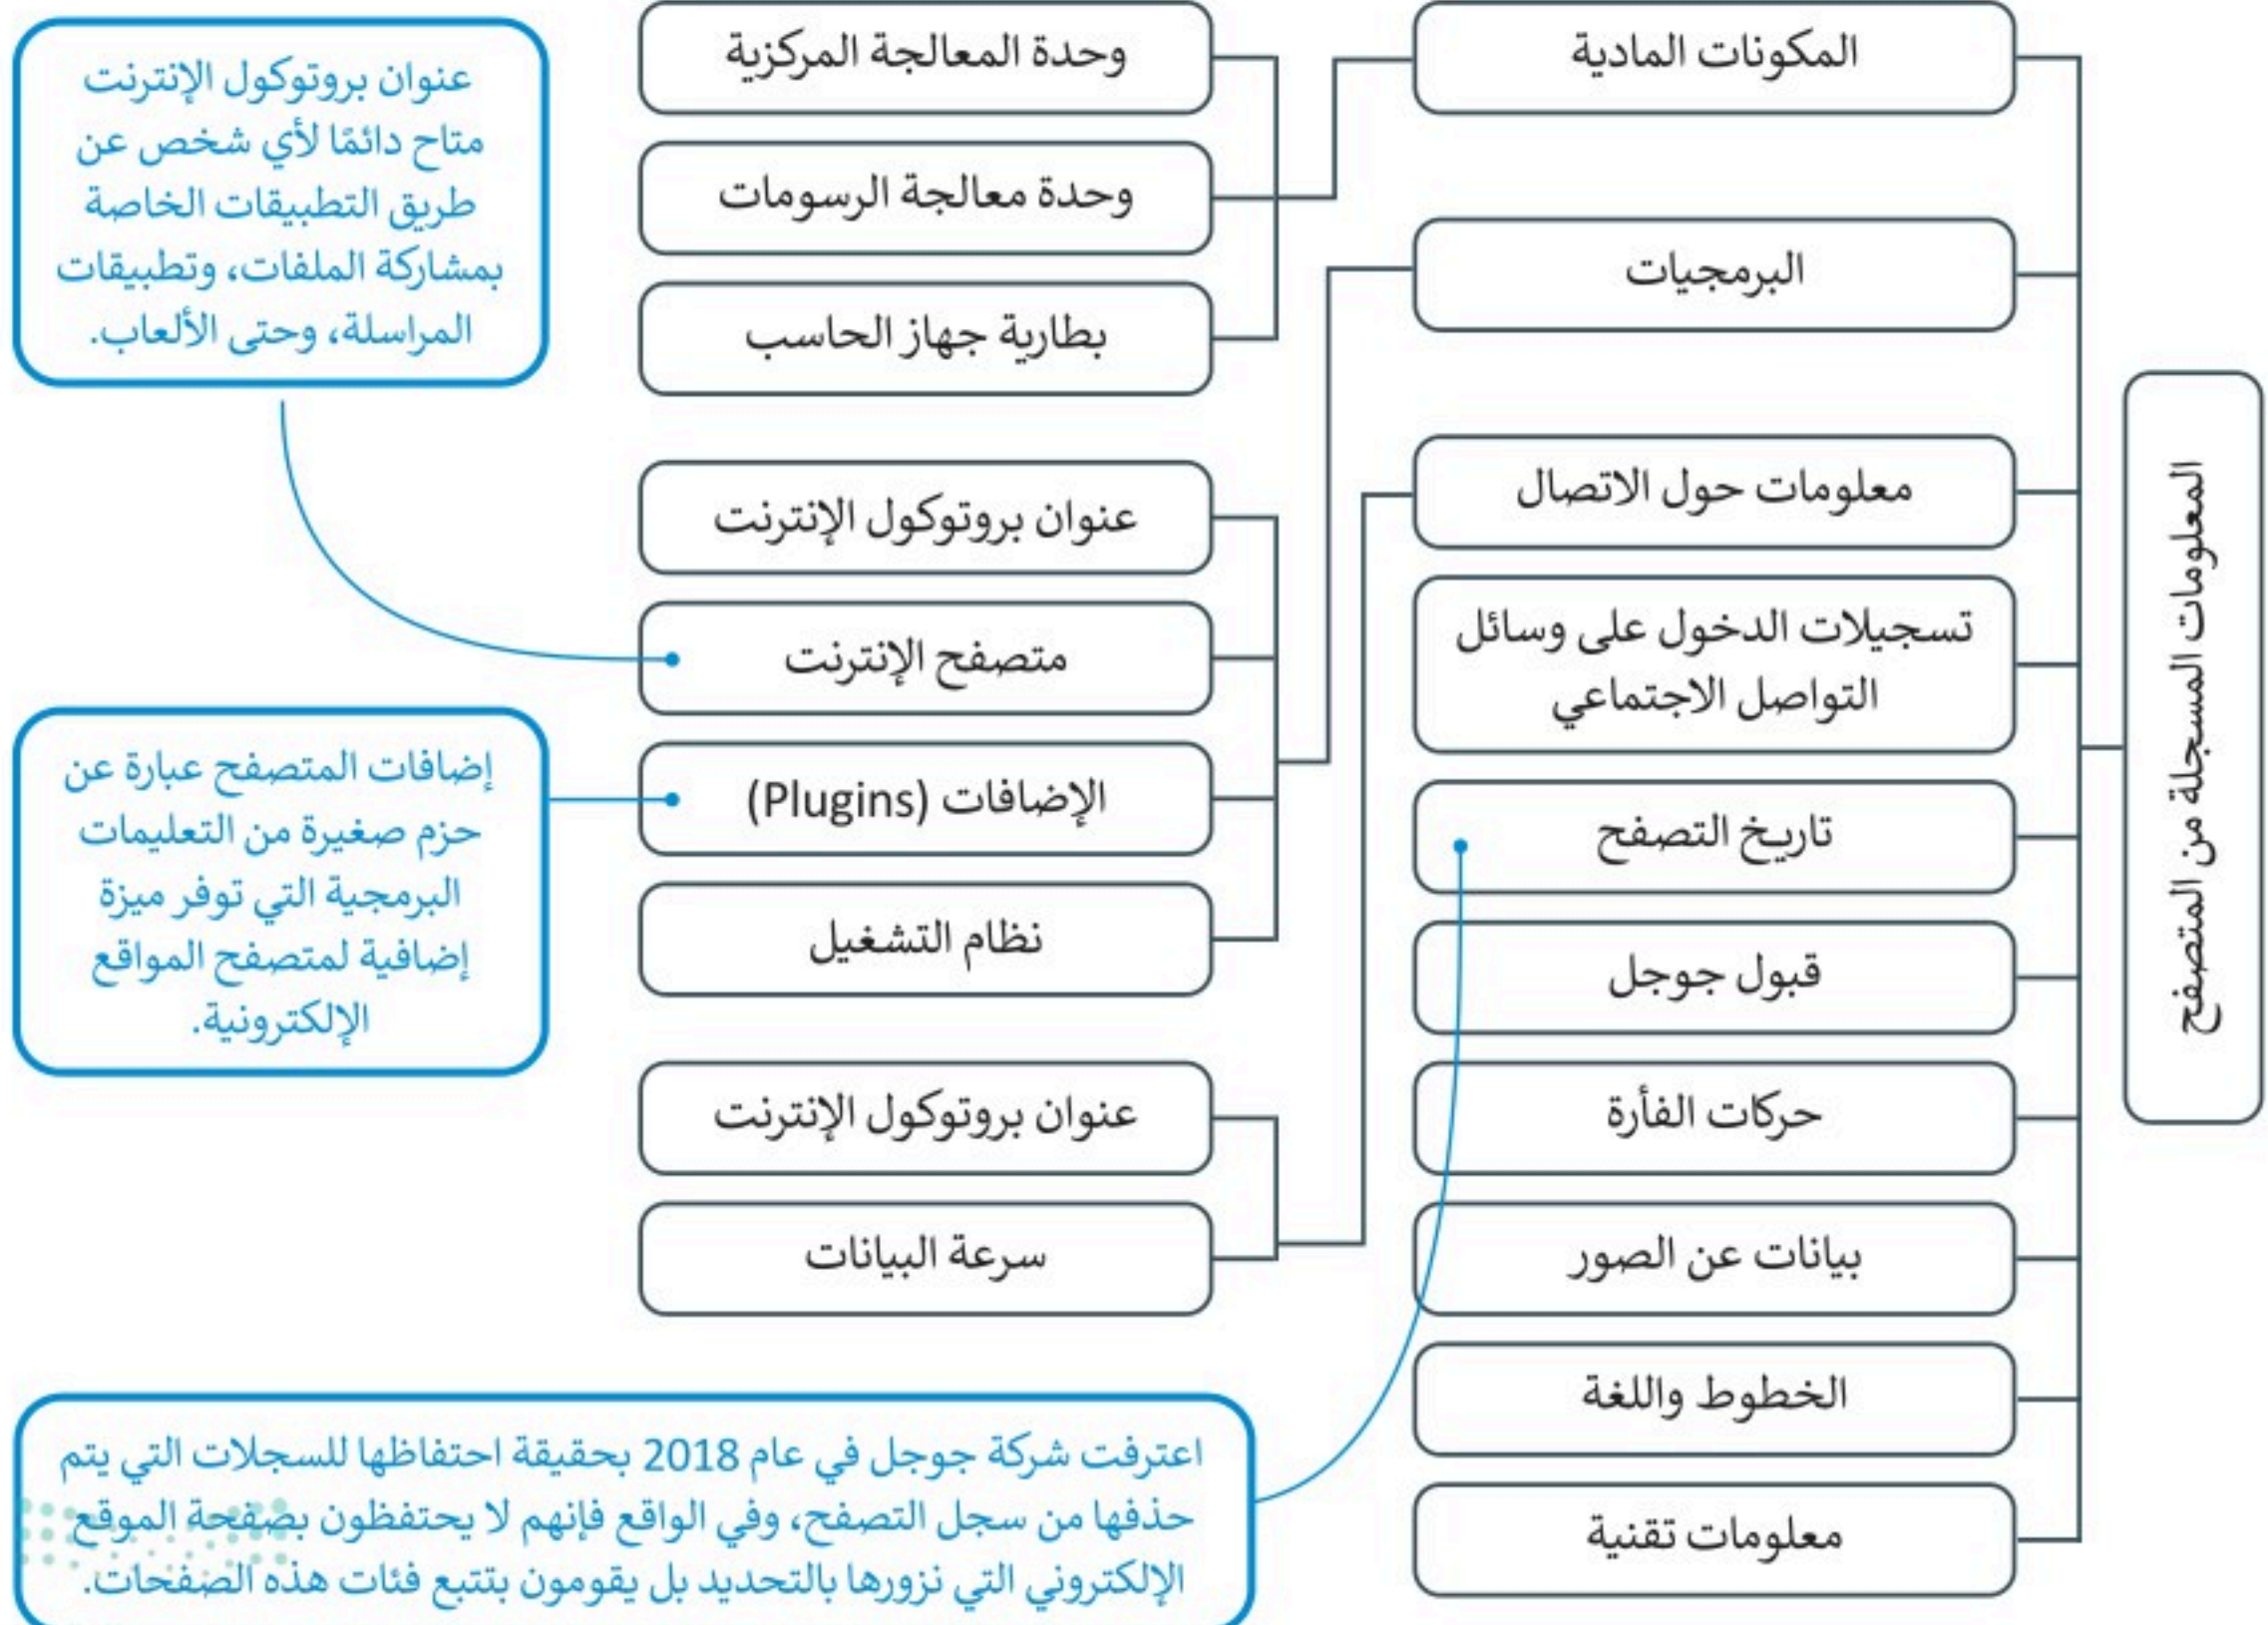 المعلومات المسجلة من المتصفح
المكونات المادية
البرمجيات
معلومات حول الاتصال
تسجيلات الدخول على وسائل
التواصل الاجتماعي
تاريخ التصفح
قبول جوجل
حركات الفأرة
بيانات عن الصور
الخطوط واللغة
معلومات تقنية
وحدة المعالجة المركزية
وحدة معالجة الرسومات
بطارية جهاز الحاسب
عنوان بروتوكول الإنترنت
متصفح الإنترنت
الإضافات (Plugins)
نظام التشغيل
عنوان بروتوكول الإنترنت
سرعة البيانات
عنوان بروتوكول الإنترنت
متاح دائمًا لأي شخص عن
طريق التطبيقات الخاصة
بمشاركة الملفات، وتطبيقات
المراسلة، وحتى الألعاب.
إضافات المتصفح عبارة عن
حزم صغيرة من التعليمات
البرمجية التي توفر ميزة
إضافية لمتصفح المواقع
الإلكترونية.
اعترفت شركة جوجل في عام 2018 بحقيقة احتفاظها للسجلات التي يتم
حذفها من سجل التصفح، وفي الواقع فإنهم لا يحتفظون بصفحة الموقع
الإلكتروني التي نزورها بالتحديد بل يقومون بتتبع فئات هذه الصفحات.